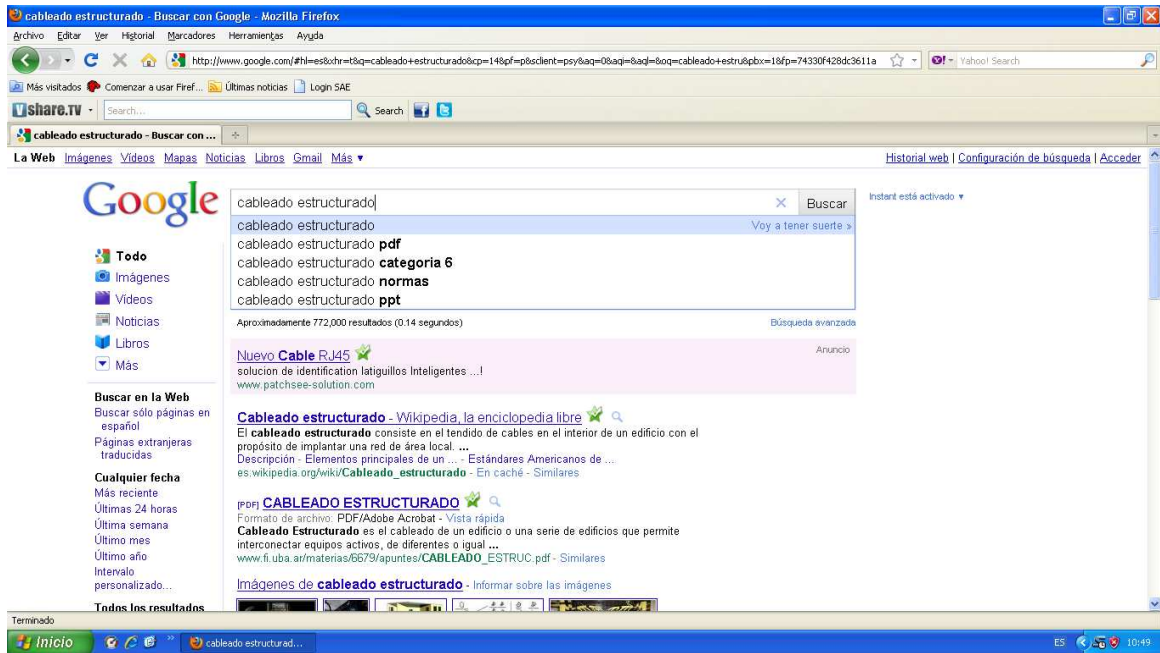 cableado estructurado - Buscar con Google - Mozilla Firefox
Archivo Editar Ver Historial Marcadores Herramientas Ayuda
http://www.google.com/#hl=es&xhr=t&q=cableado+estructurado&cp=14&pf=p&sclient=psy&aq=0&aqi=&aql=&oq=cableado+estru&pbx=1&fp=74330f428dc3611a Yahoo! Search
Más visitados Comenzar a usar Firef... Últimas noticias Login SAE
Ushare.TV Search... Search
cableado estructurado - Buscar con ...
La Web Imágenes Vídeos Mapas Noticias Libros Gmail Más ▼ Historial web | Configuración de búsqueda | Acceder
Google
cableado estructurado Buscar
Instant está activado ▼
cableado estructurado Voy a tener suerte »
cableado estructurado pdf
cableado estructurado categoria 6
cableado estructurado normas
cableado estructurado ppt
Aproximadamente 772,000 resultados (0.14 segundos) Búsqueda avanzada
Todo
Imágenes
Vídeos
Noticias
Libros
Más
Buscar en la Web
Buscar sólo páginas en
español
Páginas extranjeras
traducidas
Cualquier fecha
Más reciente
Últimas 24 horas
Última semana
Último mes
Último año
Intervalo
personalizado...
Todos los resultados
Nuevo Cable RJ45 Anuncio
solucion de identification latiguillos Inteligentes ...!
www.patchsee-solution.com
Cableado estructurado - Wikipedia, la enciclopedia libre
El cableado estructurado consiste en el tendido de cables en el interior de un edificio con el
propósito de implantar una red de área local. ...
Descripción - Elementos principales de un ... - Estándares Americanos de ...
es.wikipedia.org/wiki/Cableado_estructurado - En caché - Similares
[PDF] CABLEADO ESTRUCTURADO
Formato de archivo: PDF/Adobe Acrobat - Vista rápida
Cableado Estructurado es el cableado de un edificio o una serie de edificios que permite
interconectar equipos activos, de diferentes o igual ...
www.fi.uba.ar/materias/6679/apuntes/CABLEADO_ESTRUC.pdf - Similares
Imágenes de cableado estructurado - Informar sobre las imágenes
Terminado
Inicio cableado estructurad... ES 10:49